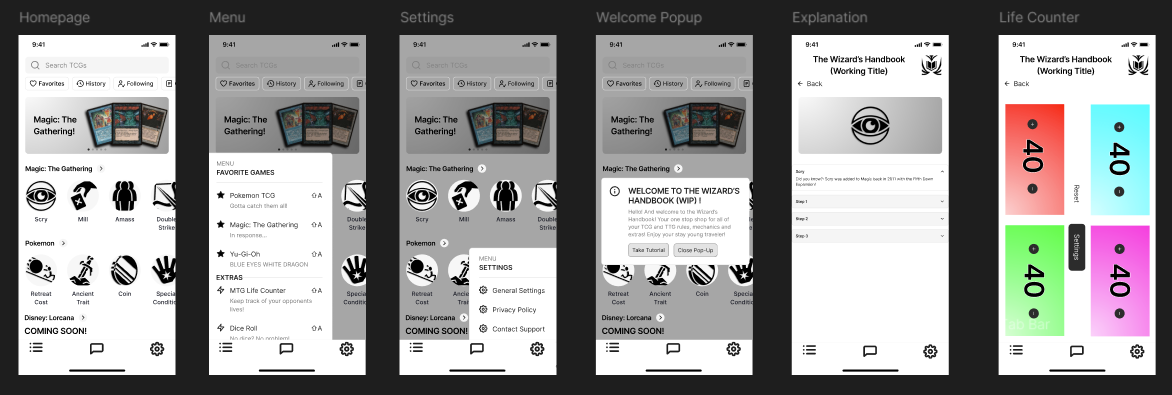 Homepage
9:41
Search TCGs
Favorites
History
Following
Magic: The
Gathering!
Magic: The Gathering
Scry
Mill
Amass
Double
Strike
Pokemon
Retreat
Cost
Ancient
Trait
Coin
Special
Conditio
Disney: Lorcana
COMING SOON!
Menu
9:41
Search TCGs
Favorites
History
Following
Magic: The
Gathering!
MENU
FAVORITE GAMES
Pokemon TCG
⇧A
Gotta catch them all
Magic: The Gathering
⇧A
In response...
Yu-Gi-Oh
⇧A
BLUE EYES WHITE DRAGON
EXTRAS
MTG Life Counter
⇧A
Keep track of your opponents
lives!
Dice Roll
⇧A
No dice? No problem!
Double
Strike
Specia
Conditio
Settings
9:41
Search TCGs
Favorites
History
Following
Magic: The
Gathering!
Magic: The Gathering
Scry
Mill
Amass
Double
Strike
Pokemon
Retreat
Cost
Ancient
Trait
Disney: Lorcana
COMING SOON!
MENU
SETTINGS
General Settings
Privacy Policy
Contact Support
Welcome Popup
9:41
Search TCGs
Favorites
History
Following
Magic: The
Gathering!
Magic: The Gathering
WELCOME TO THE WIZARD'S
HANDBOOK (WIP) !
Hello! And welcome to the Wizard's
Handbook! Your one stop shop for all of
your TCG and TTG rules, mechanics and
extras! Enjoy your stay young traveler!
Take Tutorial
Close Pop-Up
Retreat
Cost
Ancient
Trait
Coin
Special
Conditio
Disney: Lorcana
COMING SOON!
Explanation
9:41
The Wizard's Handbook
(Working Title)
Back
Scry
Did you know? Scry was added to Magic back in 2011 with the Fifth Dawn
Expansion!
Step 1
Step 2
Step 3
Life Counter
9:41
The Wizard's Handbook
(Working Title)
Back
40
40
Reset
Settings
40
40
ab Bar